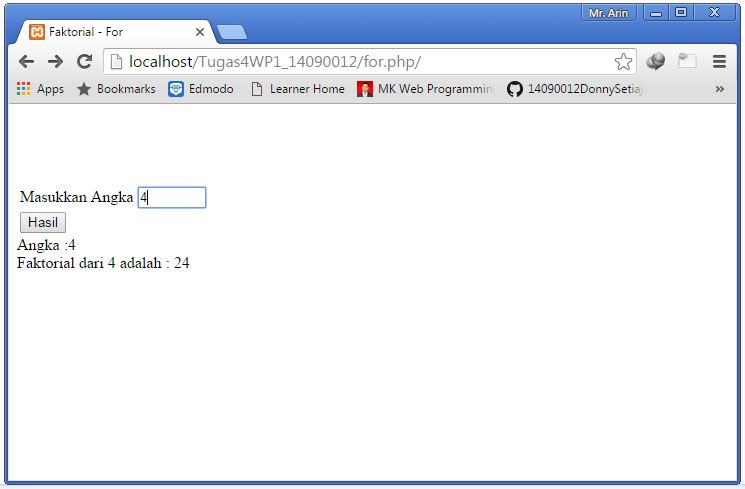 Mr. Arin
Faktorial - For
localhost/Tugas4WP1_14090012/for.php/
Apps Bookmarks Edmodo Learner Home MK Web Programmin 14090012DonnySetia
Masukkan Angka 4
Hasil
Angka :4
Faktorial dari 4 adalah : 24